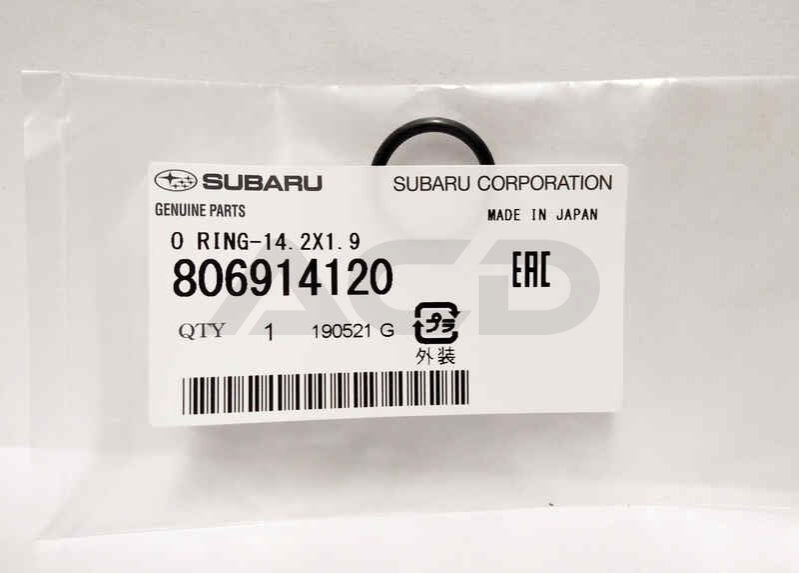 SUBARU
SUBARU CORPORATION
GENUINE PARTS
MADE IN JAPAN
O RING-14.2X1.9
806914120
EAC
ACD
QTY 1 190521 G
プラ
外装